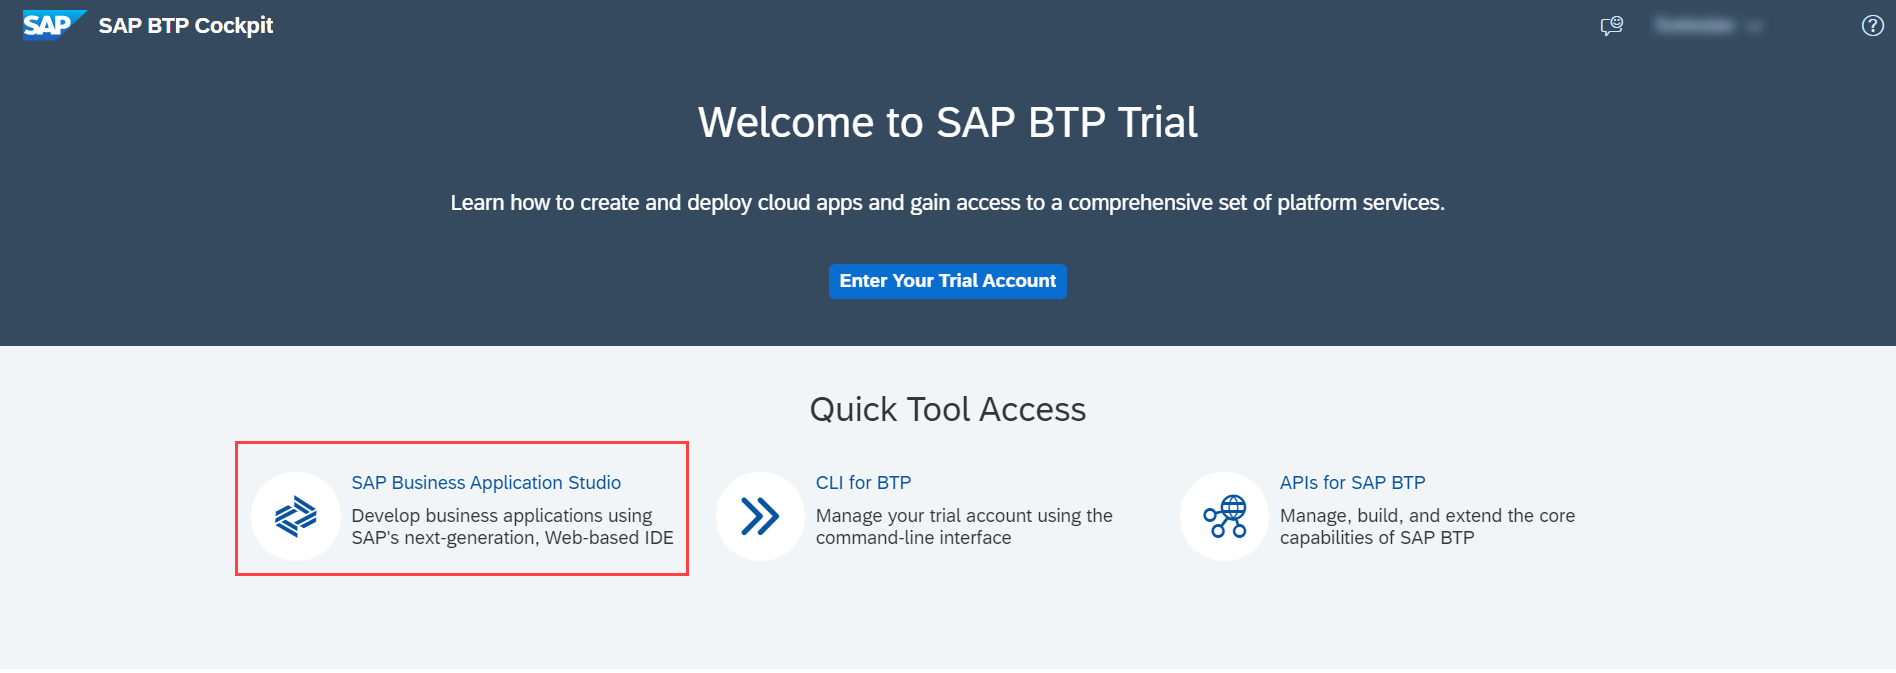 SAP SAP BTP Cockpit
Welcome to SAP BTP Trial
Learn how to create and deploy cloud apps and gain access to a comprehensive set of platform services.
Enter Your Trial Account
Quick Tool Access
SAP Business Application Studio
Develop business applications using
SAP's next-generation, Web-based IDE
CLI for BTP
Manage your trial account using the
command-line interface
APIs for SAP BTP
Manage, build, and extend the core
capabilities of SAP BTP